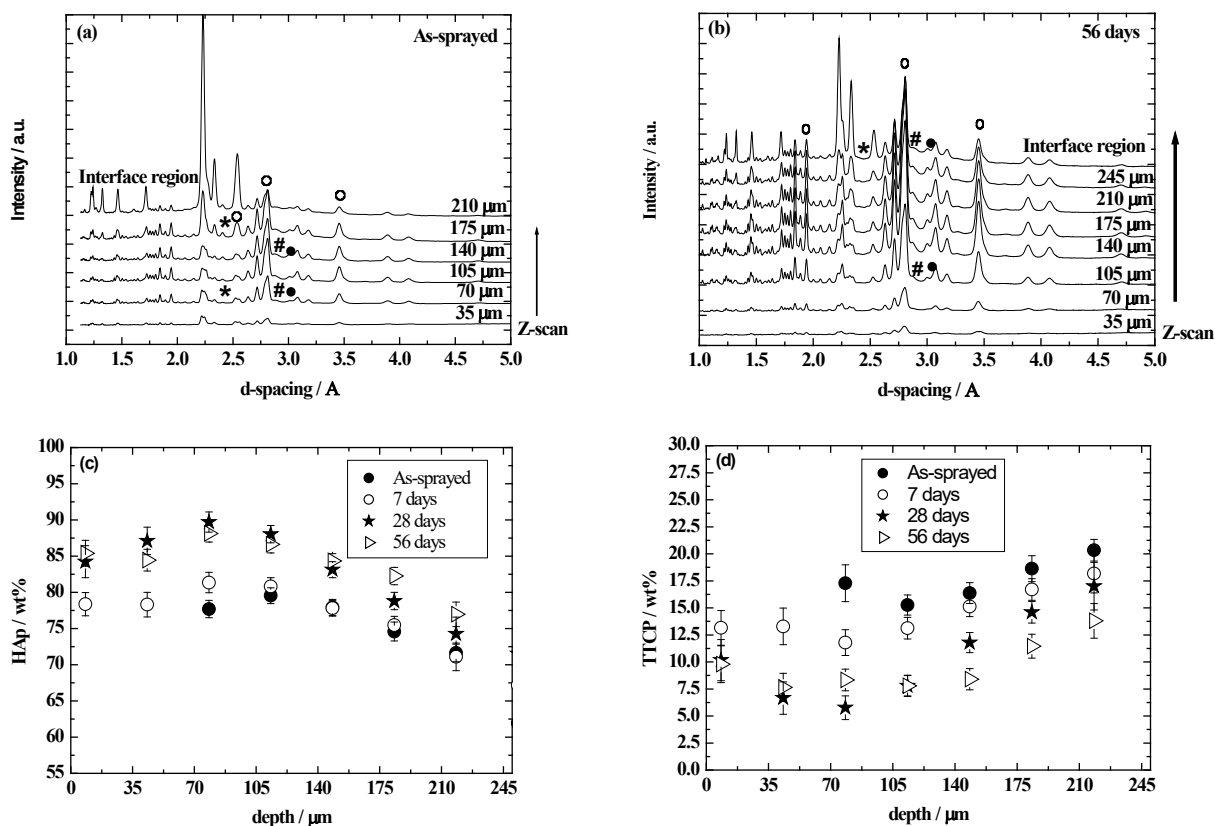 (a)
As-sprayed
Intensity / a.u.
Interface region
210 μm
175 μm
140 μm
105 μm
70 μm
35 μm
Z-scan
* # #
*
1.0 1.5 2.0 2.5 3.0 3.5 4.0 4.5 5.0
d-spacing / A
(b)
56 days
Intensity / a.u.
Interface region
245 μm
210 μm
175 μm
140 μm
105 μm
70 μm
35 μm
Z-scan
* # #
1.0 1.5 2.0 2.5 3.0 3.5 4.0 4.5 5.0
d-spacing / A
(c)
As-sprayed
7 days
28 days
56 days
HAp / wt%
100
95
90
85
80
75
70
65
60
55
0 35 70 105 140 175 210 245
depth / μm
(d)
As-sprayed
7 days
28 days
56 days
TTCP / wt%
30.0
27.5
25.0
22.5
20.0
17.5
15.0
12.5
10.0
7.5
5.0
2.5
0.0
0 35 70 105 140 175 210 245
depth / μm